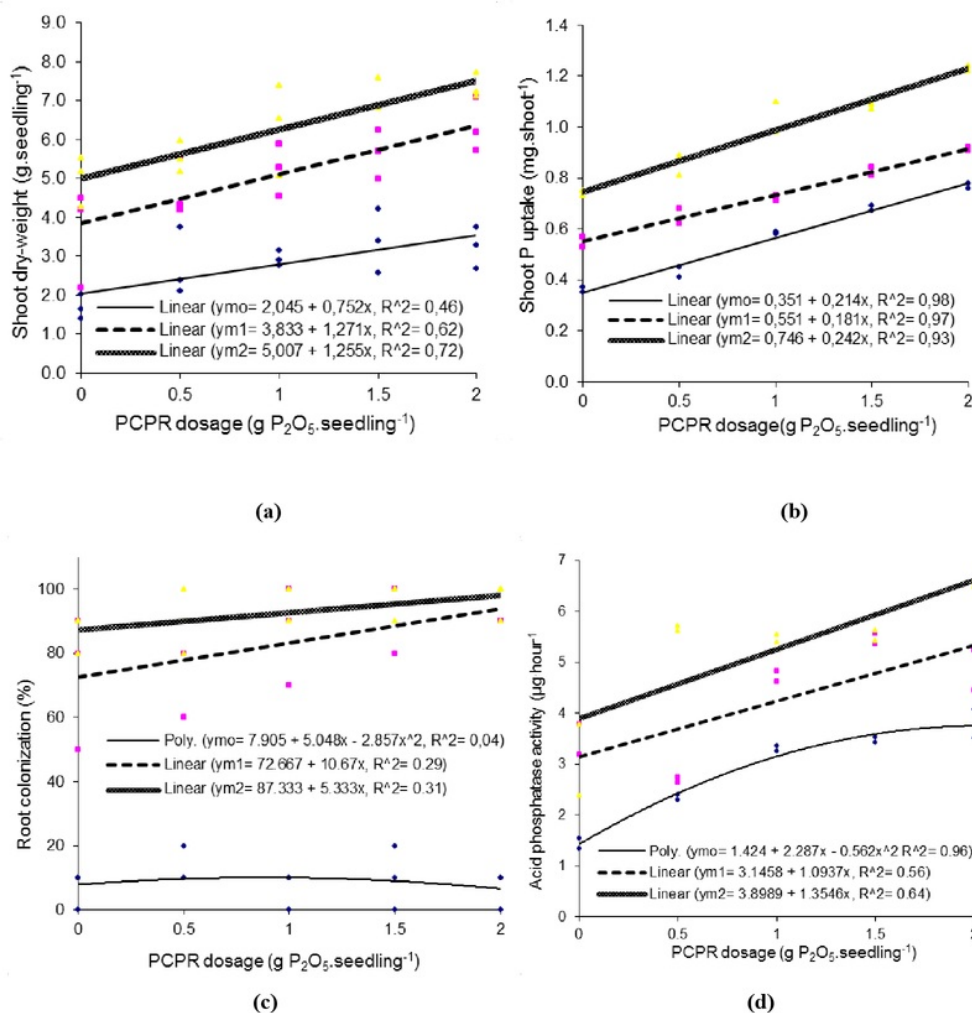 Shoot dry-weight (g.seedling-1)
9.0
8.0
7.0
6.0
5.0
4.0
3.0
2.0
1.0
0.0
Linear (ymo= 2,045 + 0,752x, R^2= 0,46)
Linear (ym1= 3,833 + 1,271x, R^2= 0,62)
Linear (ym2= 5,007 + 1,255x, R^2= 0,72)
0 0.5 1 1.5 2
PCPR dosage (g P2O5.seedling-1)
(a)
Shoot P uptake (mg.shoot-1)
1.4
1.2
1.0
0.8
0.6
0.4
0.2
0.0
Linear (ymo= 0,351 + 0,214x, R^2= 0,98)
Linear (ym1= 0,551 + 0,181x, R^2= 0,97)
Linear (ym2= 0,746 + 0,242x, R^2= 0,93)
0 0.5 1 1.5 2
PCPR dosage(g P2O5.seedling-1)
(b)
Root colonization (%)
100
80
60
40
20
0
Poly. (ymo= 7.905 + 5.048x - 2.857x^2, R^2= 0,04)
Linear (ym1= 72.667 + 10.67x, R^2= 0.29)
Linear (ym2= 87.333 + 5.333x, R^2= 0.31)
0 0.5 1 1.5 2
PCPR dosage (g P2O5.seedling-1)
(c)
Acid phosphatase activity (µg hour-1
7
6
5
4
3
2
1
0
Poly. (ymo= 1.424 + 2.287x - 0.562x^2 R^2= 0.96)
Linear (ym1= 3.1458 + 1.0937x, R^2= 0.56)
Linear (ym2= 3.8989 + 1.3546x, R^2= 0.64)
0 0.5 1 1.5 2
PCPR dosage (g P2O5.seedling-1)
(d)